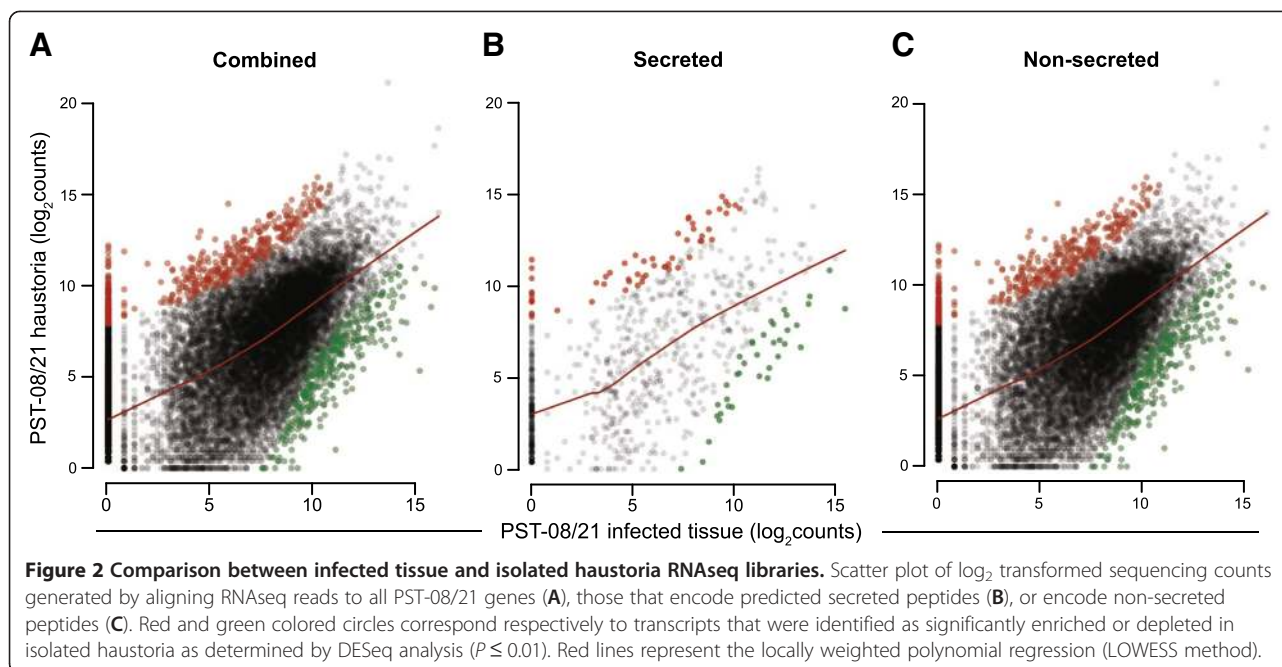 A
Combined
B
Secreted
C
Non-secreted
PST-08/21 haustoria (log₂counts)
20
15
10
5
0
0 5 10 15
20
15
10
5
0
0 5 10 15
20
15
10
5
0
0 5 10 15
PST-08/21 infected tissue (log₂counts)
Figure 2 Comparison between infected tissue and isolated haustoria RNAseq libraries. Scatter plot of log₂ transformed sequencing counts
generated by aligning RNAseq reads to all PST-08/21 genes (A), those that encode predicted secreted peptides (B), or encode non-secreted
peptides (C). Red and green colored circles correspond respectively to transcripts that were identified as significantly enriched or depleted in
isolated haustoria as determined by DESeq analysis (P ≤ 0.01). Red lines represent the locally weighted polynomial regression (LOWESS method).